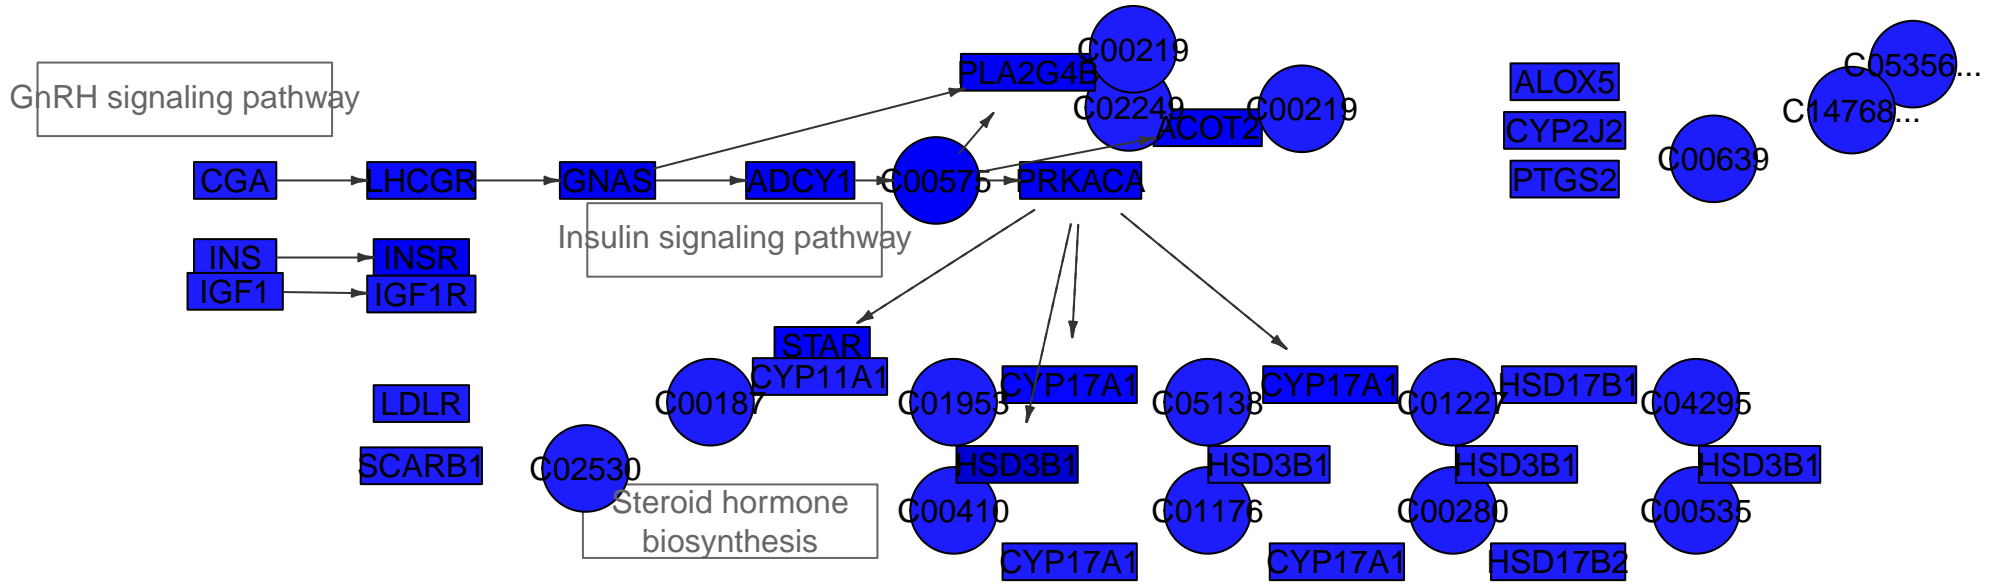 C00219
C05356...
PLA2G4B
ALOX5
GnRH signaling pathway
C02249
ACOT2
C00219
C14768...
CYP2J2
C00639
CGA
LHCGR
GNAS
ADCY1
C00575
PRKACA
PTGS2
Insulin signaling pathway
INS
INSR
IGF1
IGF1R
STAR
CYP11A1
CYP17A1
CYP17A1
HSD17B1
LDLR
C00187
C01953
C05138
C01227
C04295
SCARB1
C02530
HSD3B1
HSD3B1
HSD3B1
HSD3B1
Steroid hormone
biosynthesis
C00410
C01176
C00280
C00535
CYP17A1
CYP17A1
HSD17B2